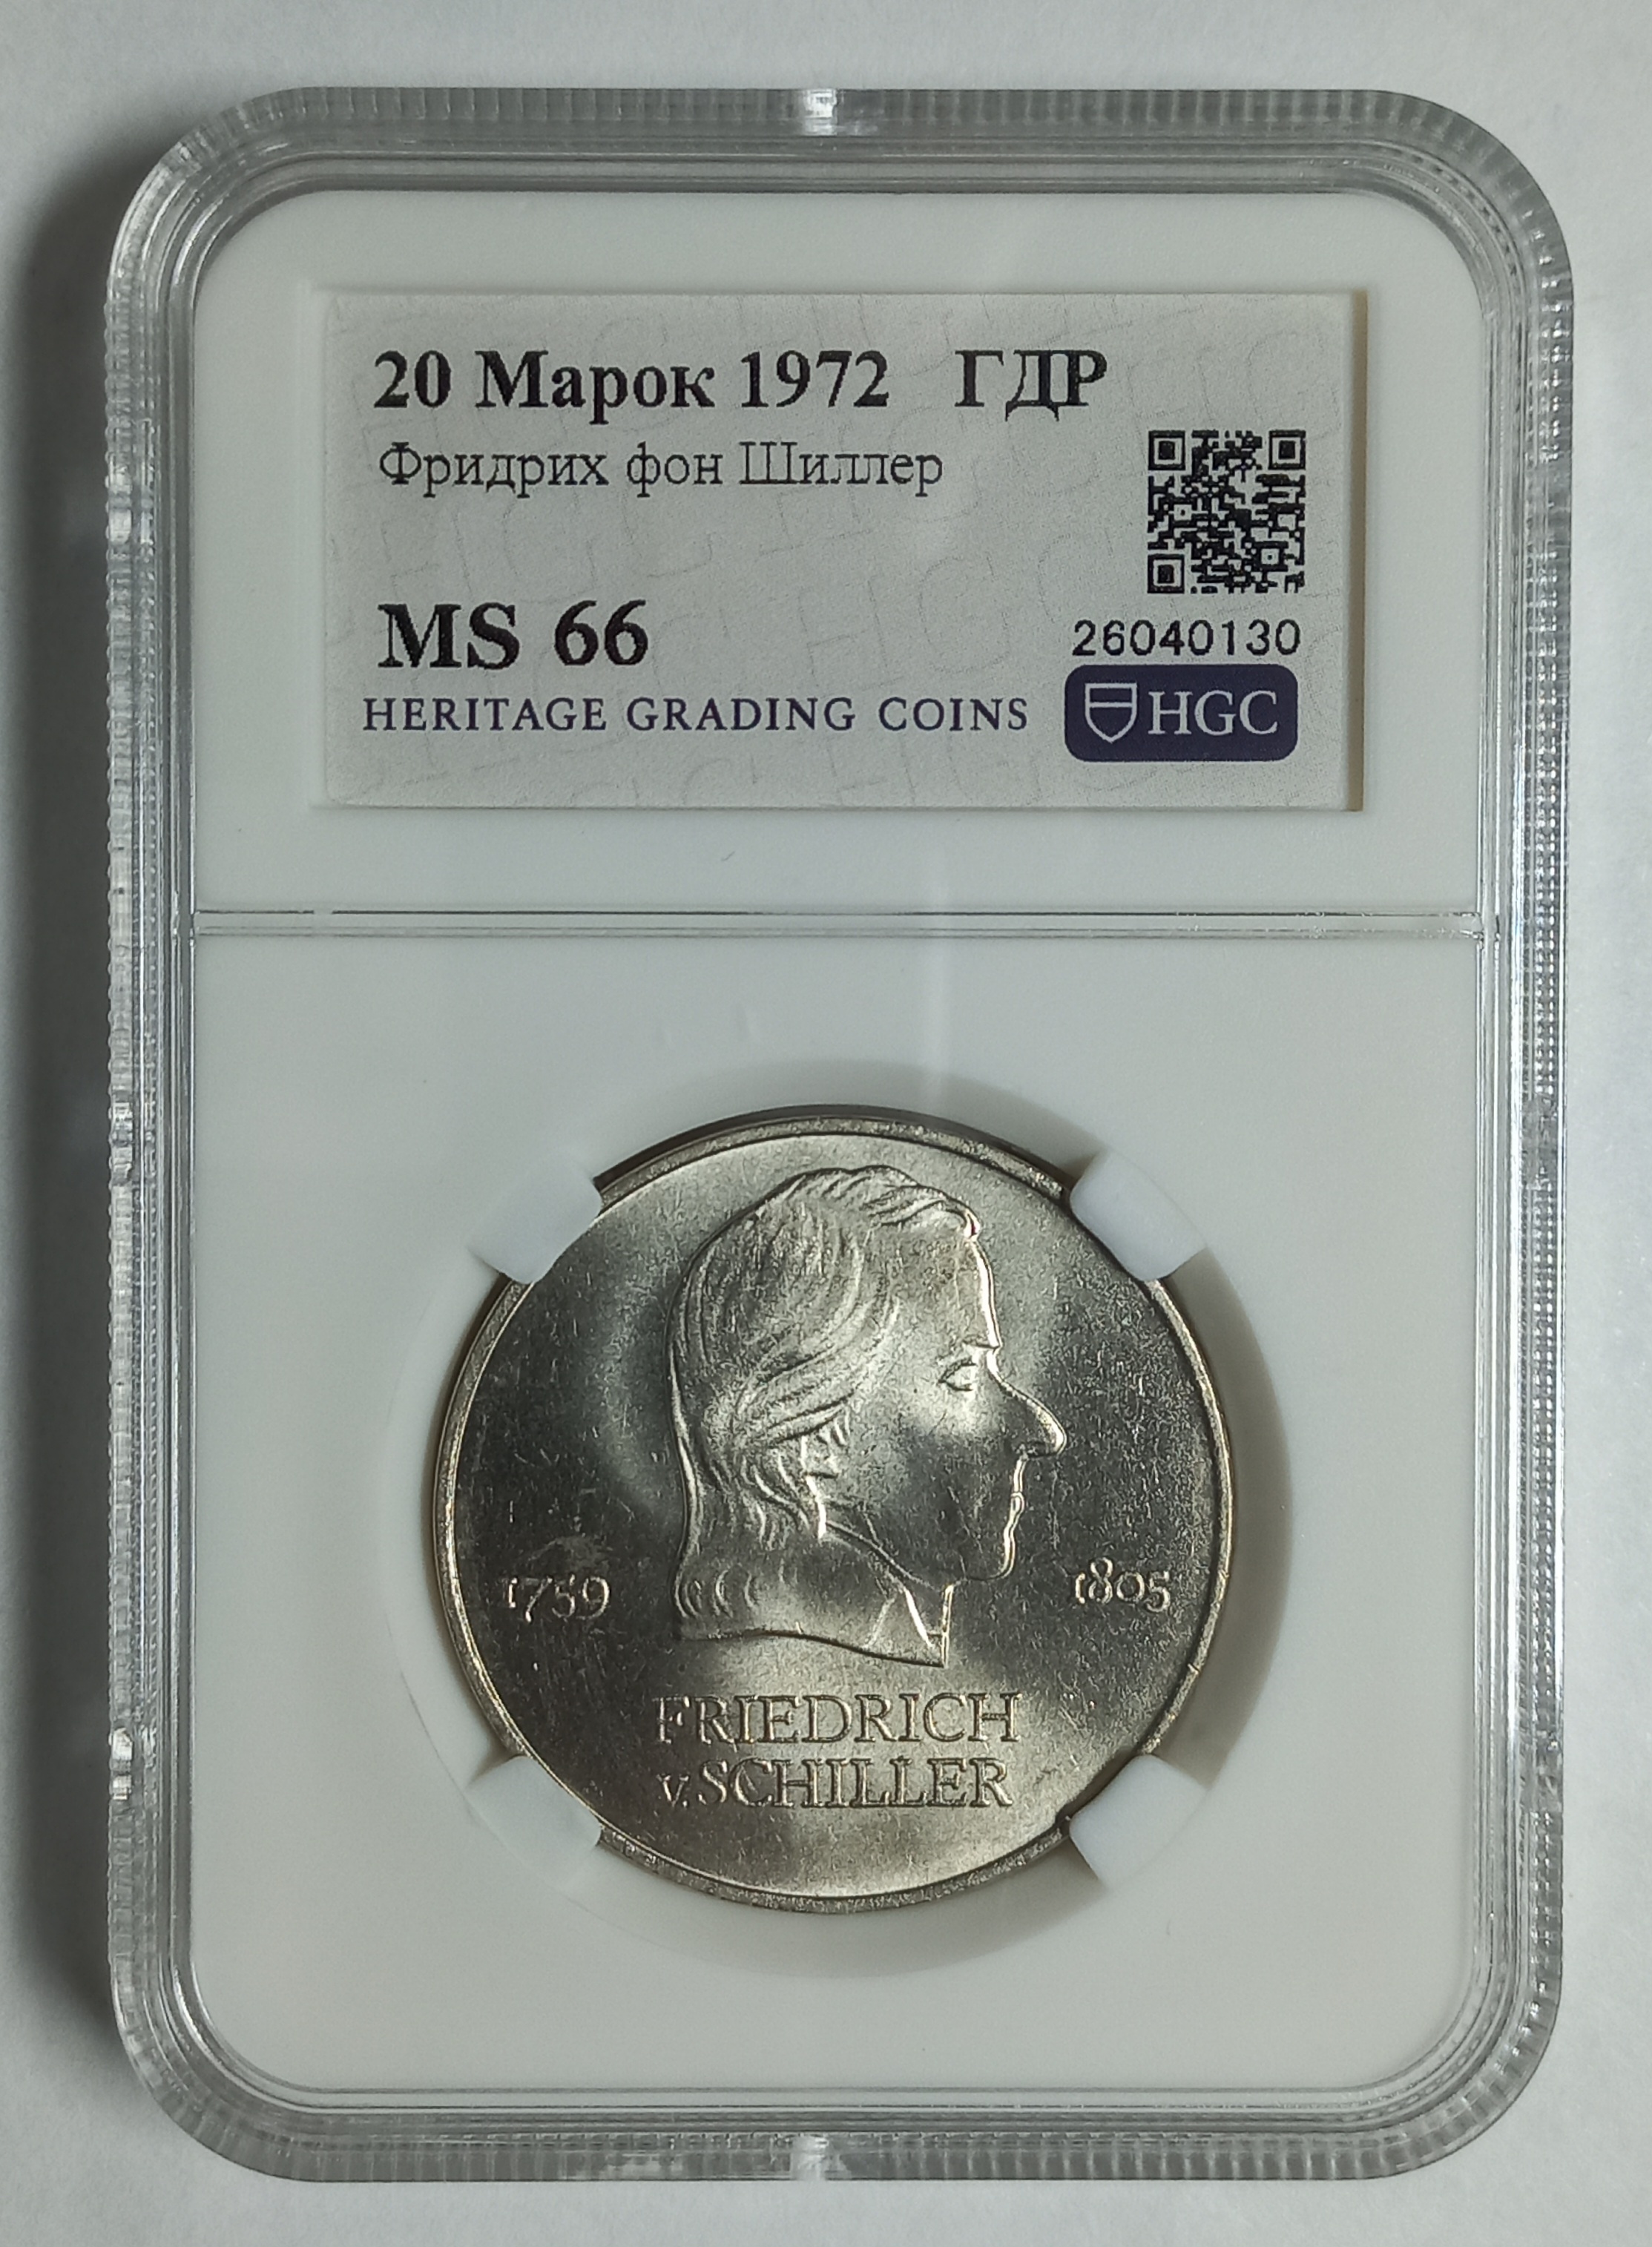 20 Марок 1972 ГДР
Фридрих фон Шиллер
MS 66
26040130
HERITAGE GRADING COINS
HGC
1759
1805
FRIEDRICH
v. SCHILLER